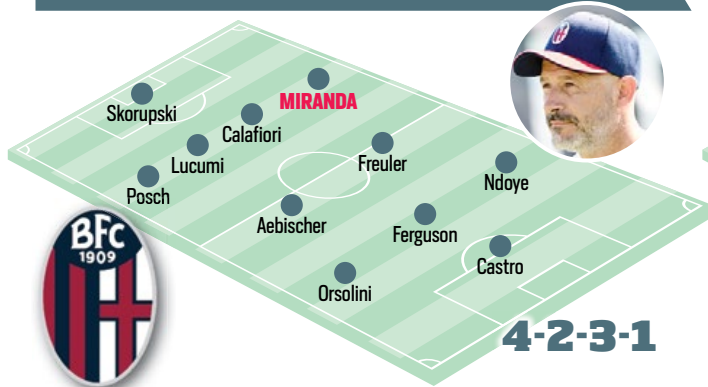 MIRANDA
Skorupski
Calafiori
Lucumi
Freuler
Ndoye
Posch
Aebischer
Ferguson
Castro
Orsolini
BFC
1909
4-2-3-1